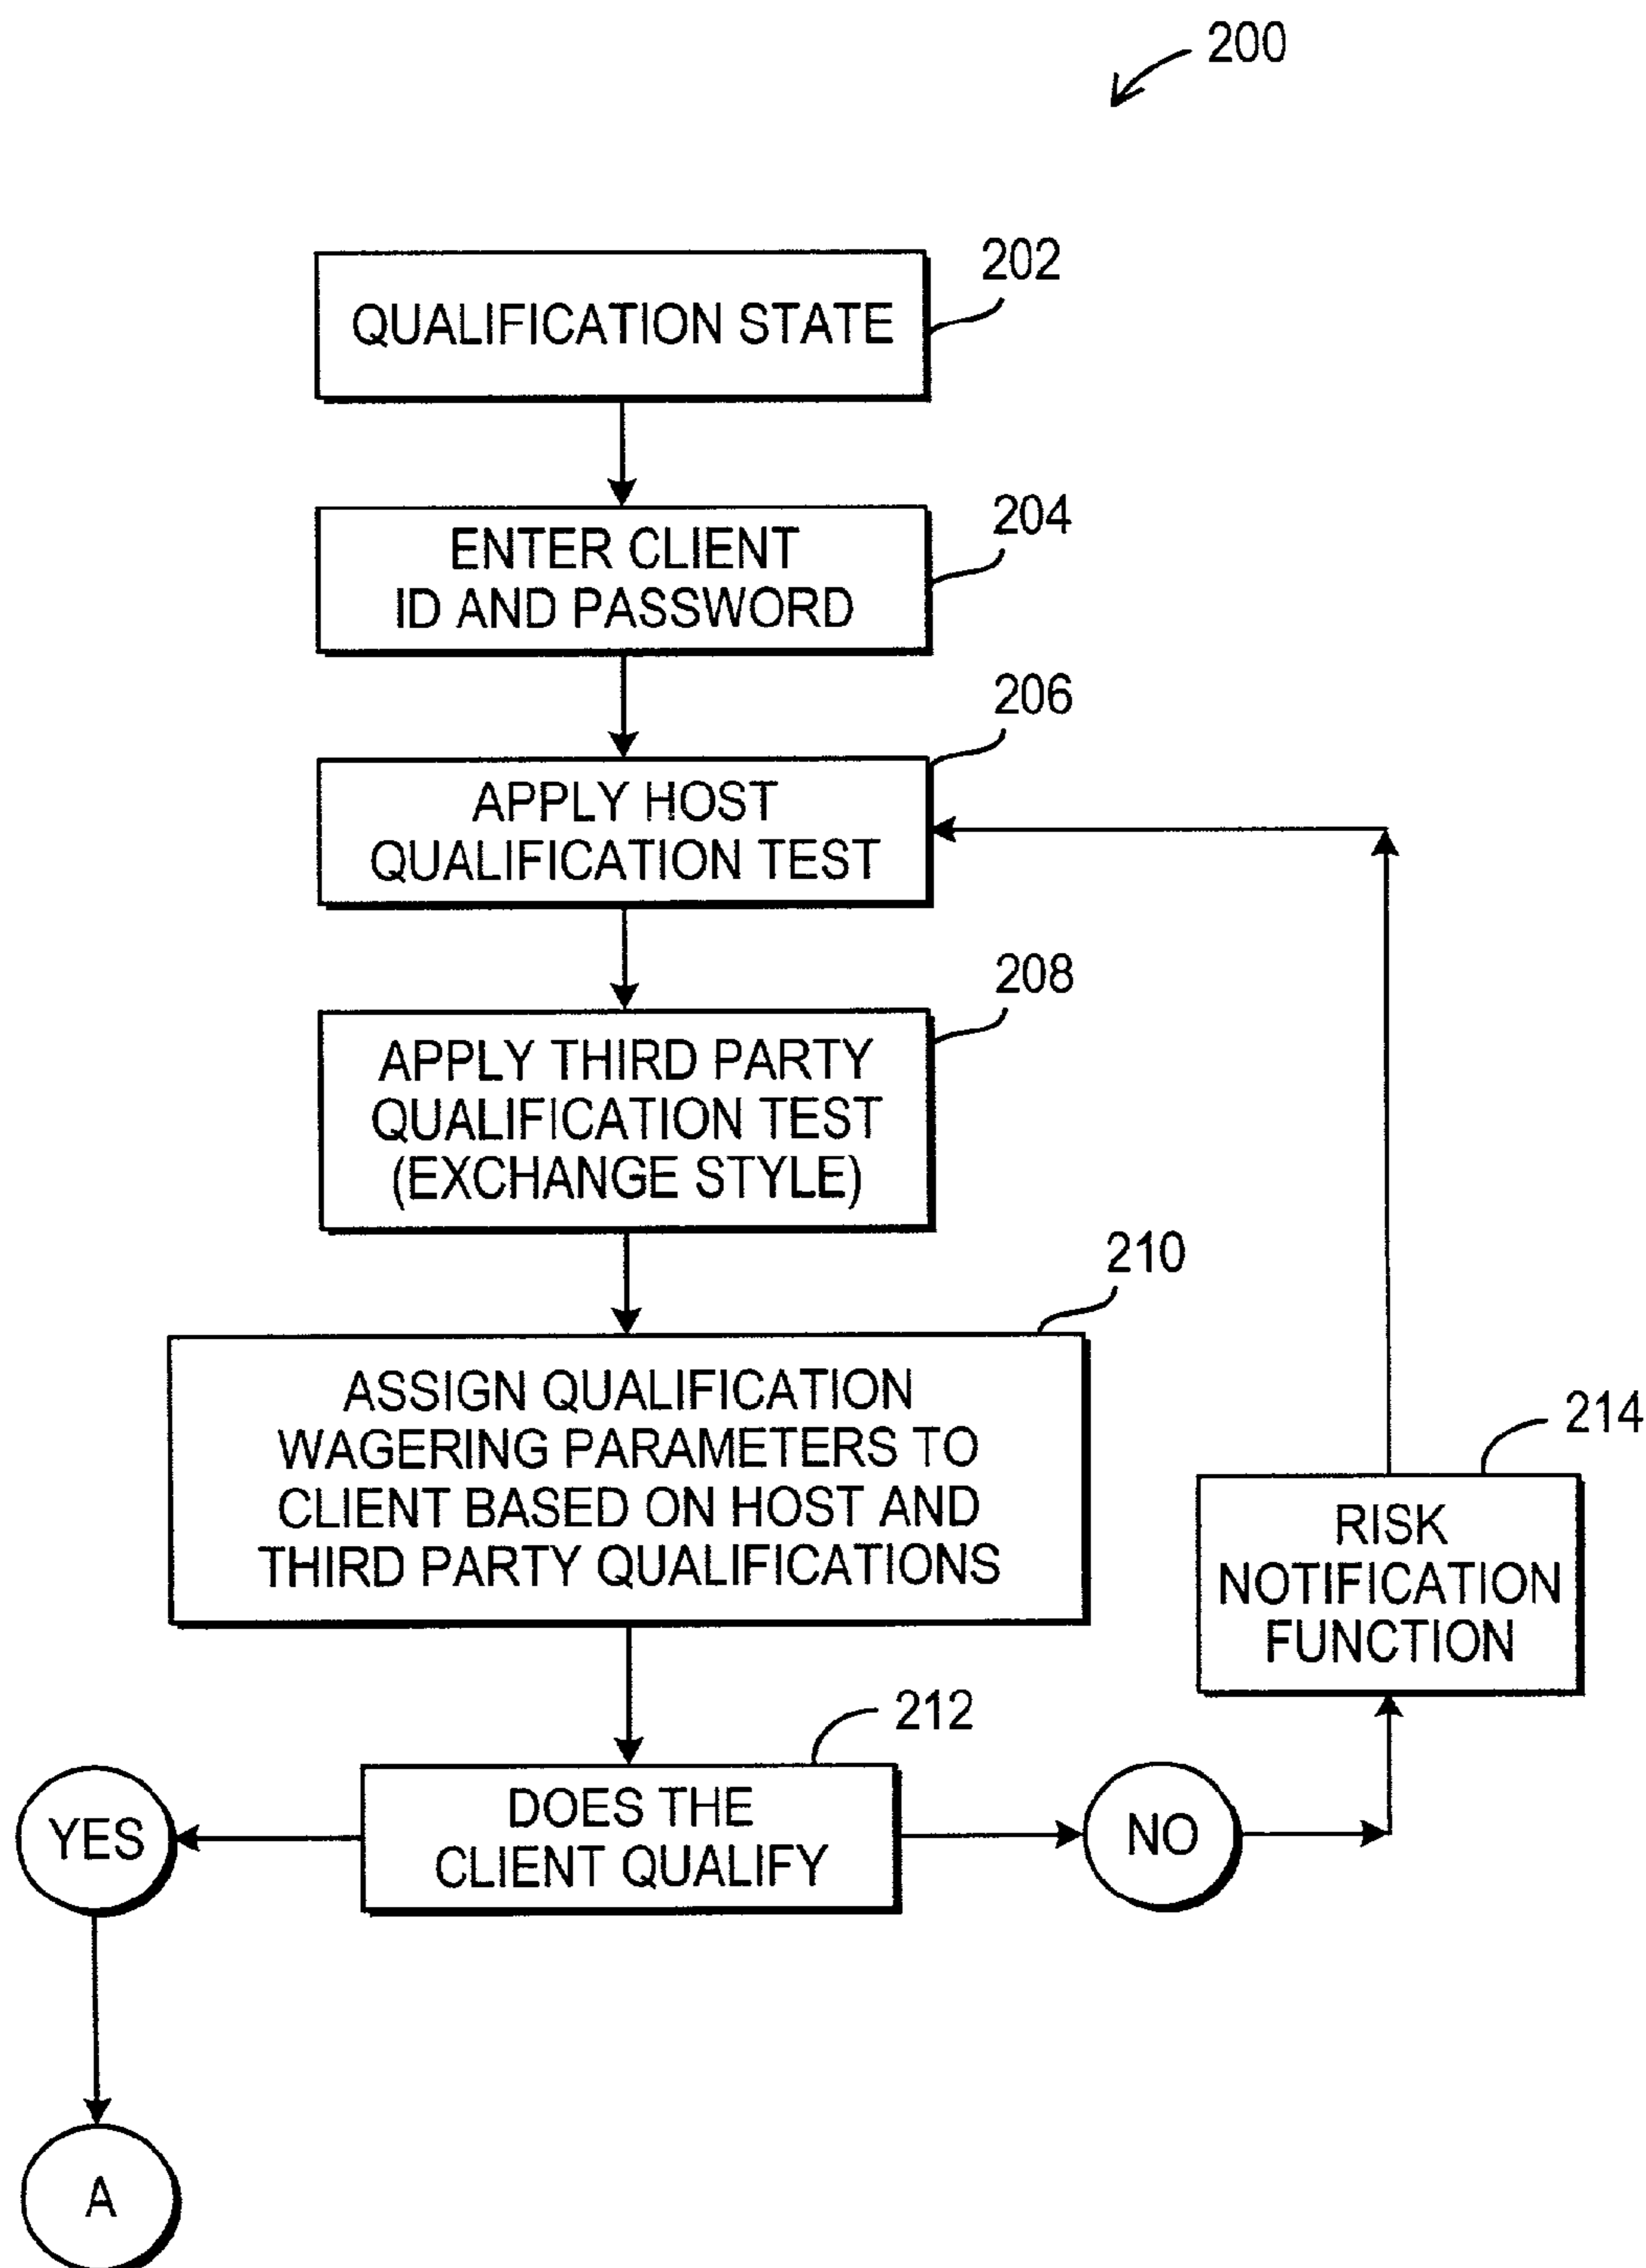 200
202
QUALIFICATION STATE
204
ENTER CLIENT
ID AND PASSWORD
206
APPLY HOST
QUALIFICATION TEST
208
APPLY THIRD PARTY
QUALIFICATION TEST
(EXCHANGE STYLE)
210
ASSIGN QUALIFICATION
WAGERING PARAMETERS TO
CLIENT BASED ON HOST AND
THIRD PARTY QUALIFICATIONS
214
RISK
NOTIFICATION
FUNCTION
212
DOES THE
CLIENT QUALIFY
YES
NO
A